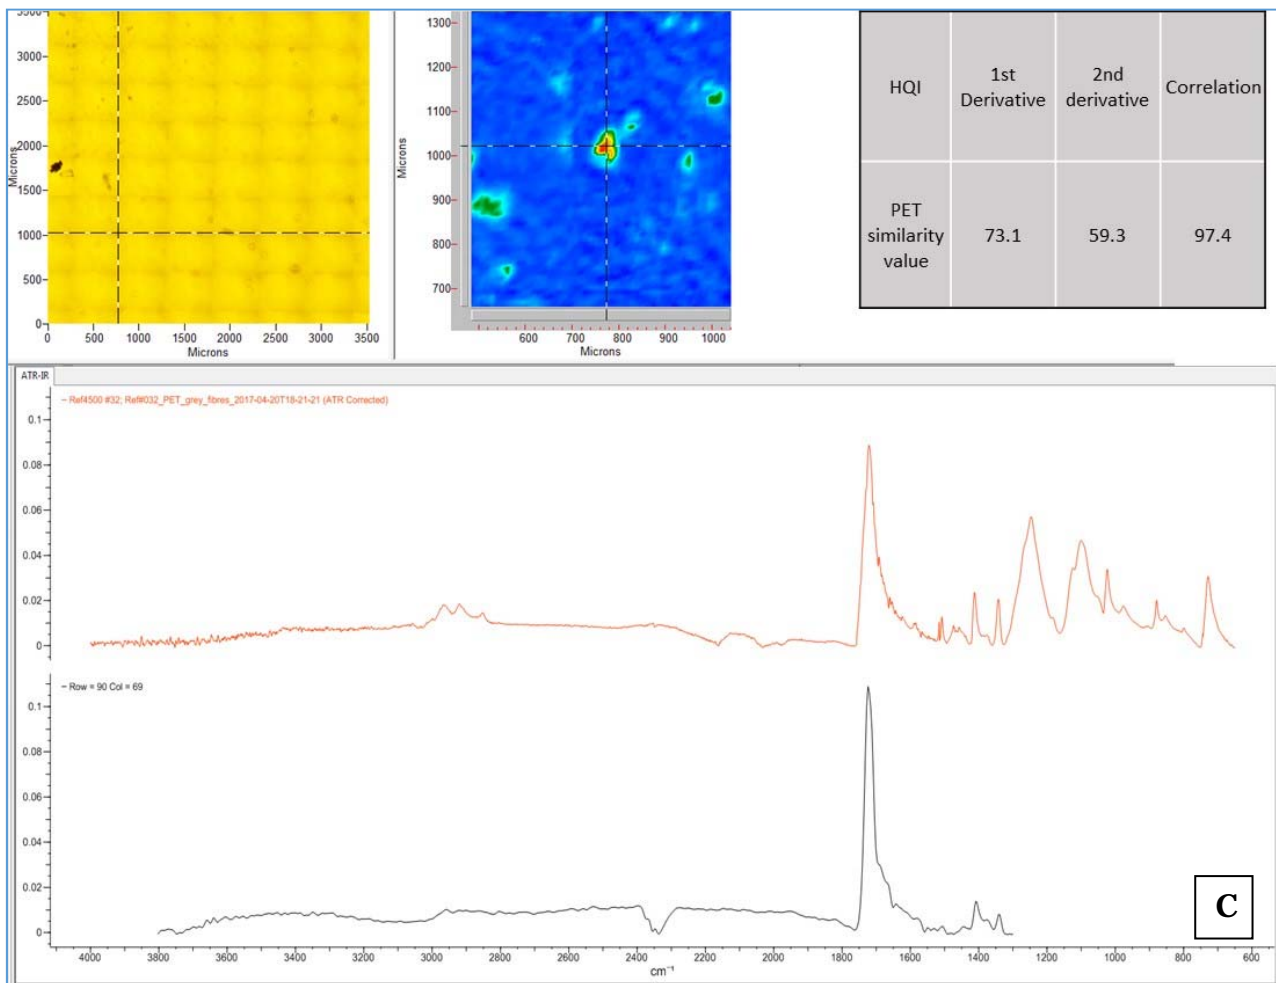 3500
3000
2500
2000
1500
1000
500
0
Microns
0 500 1000 1500 2000 2500 3000 3500
Microns
1300
1200
1100
1000
900
800
700
Microns
600 700 800 900 1000
Microns
HQI 1st Derivative 2nd derivative Correlation
PET similarity value 73.1 59.3 97.4
ATR-IR
Ref4500 #32; Ref#032_PET_grey_fibres_2017-04-20T18-21-21 (ATR Corrected)
0.1
0.08
0.06
0.04
0.02
0
Row = 90 Col = 69
0.1
0.08
0.06
0.04
0.02
0
C
4000 3800 3600 3400 3200 3000 2800 2600 2400 2200 2000 1800 1600 1400 1200 1000 800 600
cm⁻¹